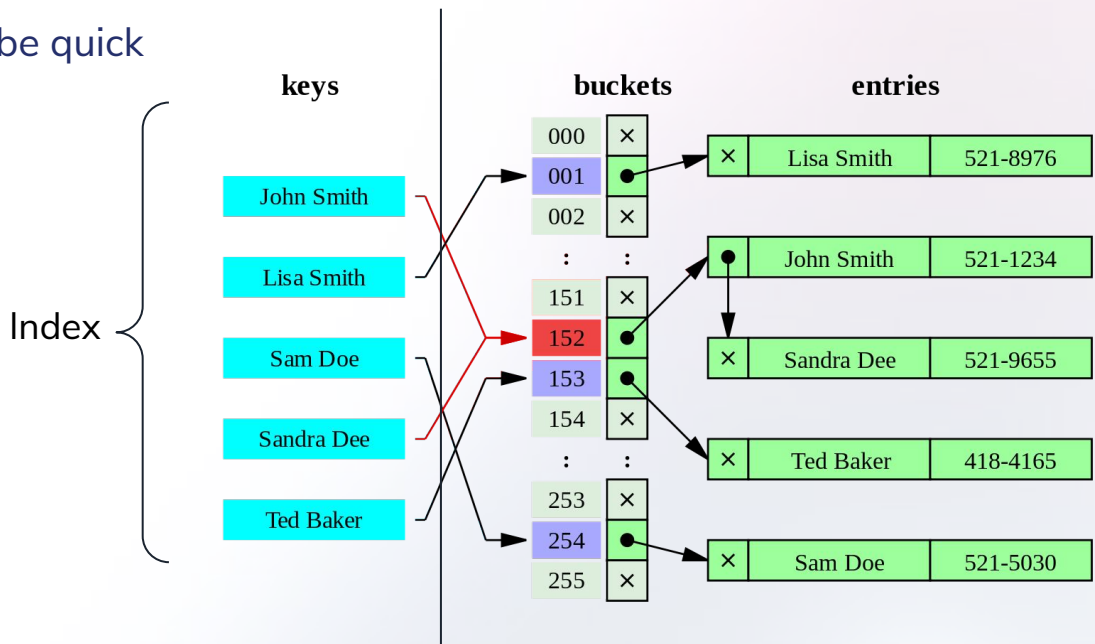 be quick
keys
buckets
entries
Index
John Smith
Lisa Smith
Sam Doe
Sandra Dee
Ted Baker
000 ×
001
002 ×
: :
151 ×
152
153
154 ×
: :
253 ×
254
255 ×
× Lisa Smith 521-8976
John Smith 521-1234
× Sandra Dee 521-9655
× Ted Baker 418-4165
× Sam Doe 521-5030